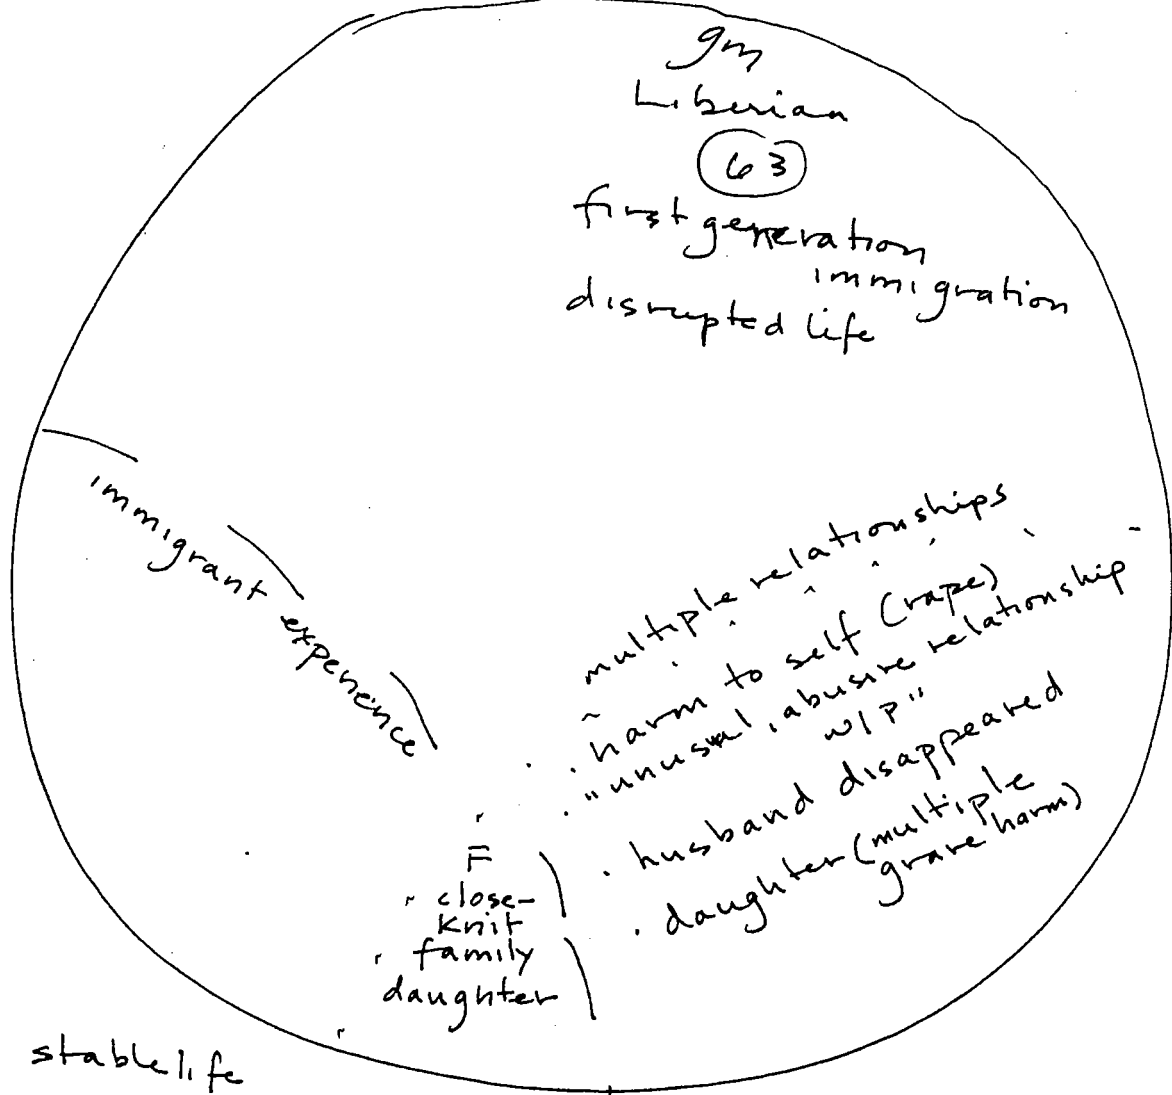 gm
Liberian
63
first generation
immigration
disrupted life
immigrant experience
multiple relationships
. harm to self (rape)
. "unusual, abusive relationship
w/P"
. husband disappeared
. daughter (multiple
grave harm)
F
close-
knit
family
daughter
stable life